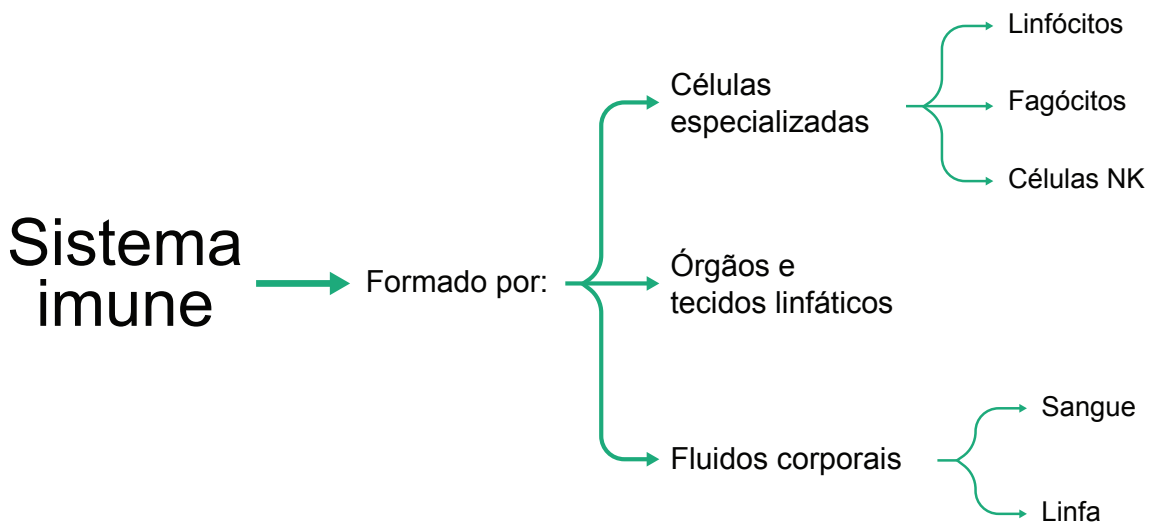 Sistema
imune
Formado por:
Células
especializadas
Linfócitos
Fagócitos
Células NK
Órgãos e
tecidos linfáticos
Fluidos corporais
Sangue
Linfa